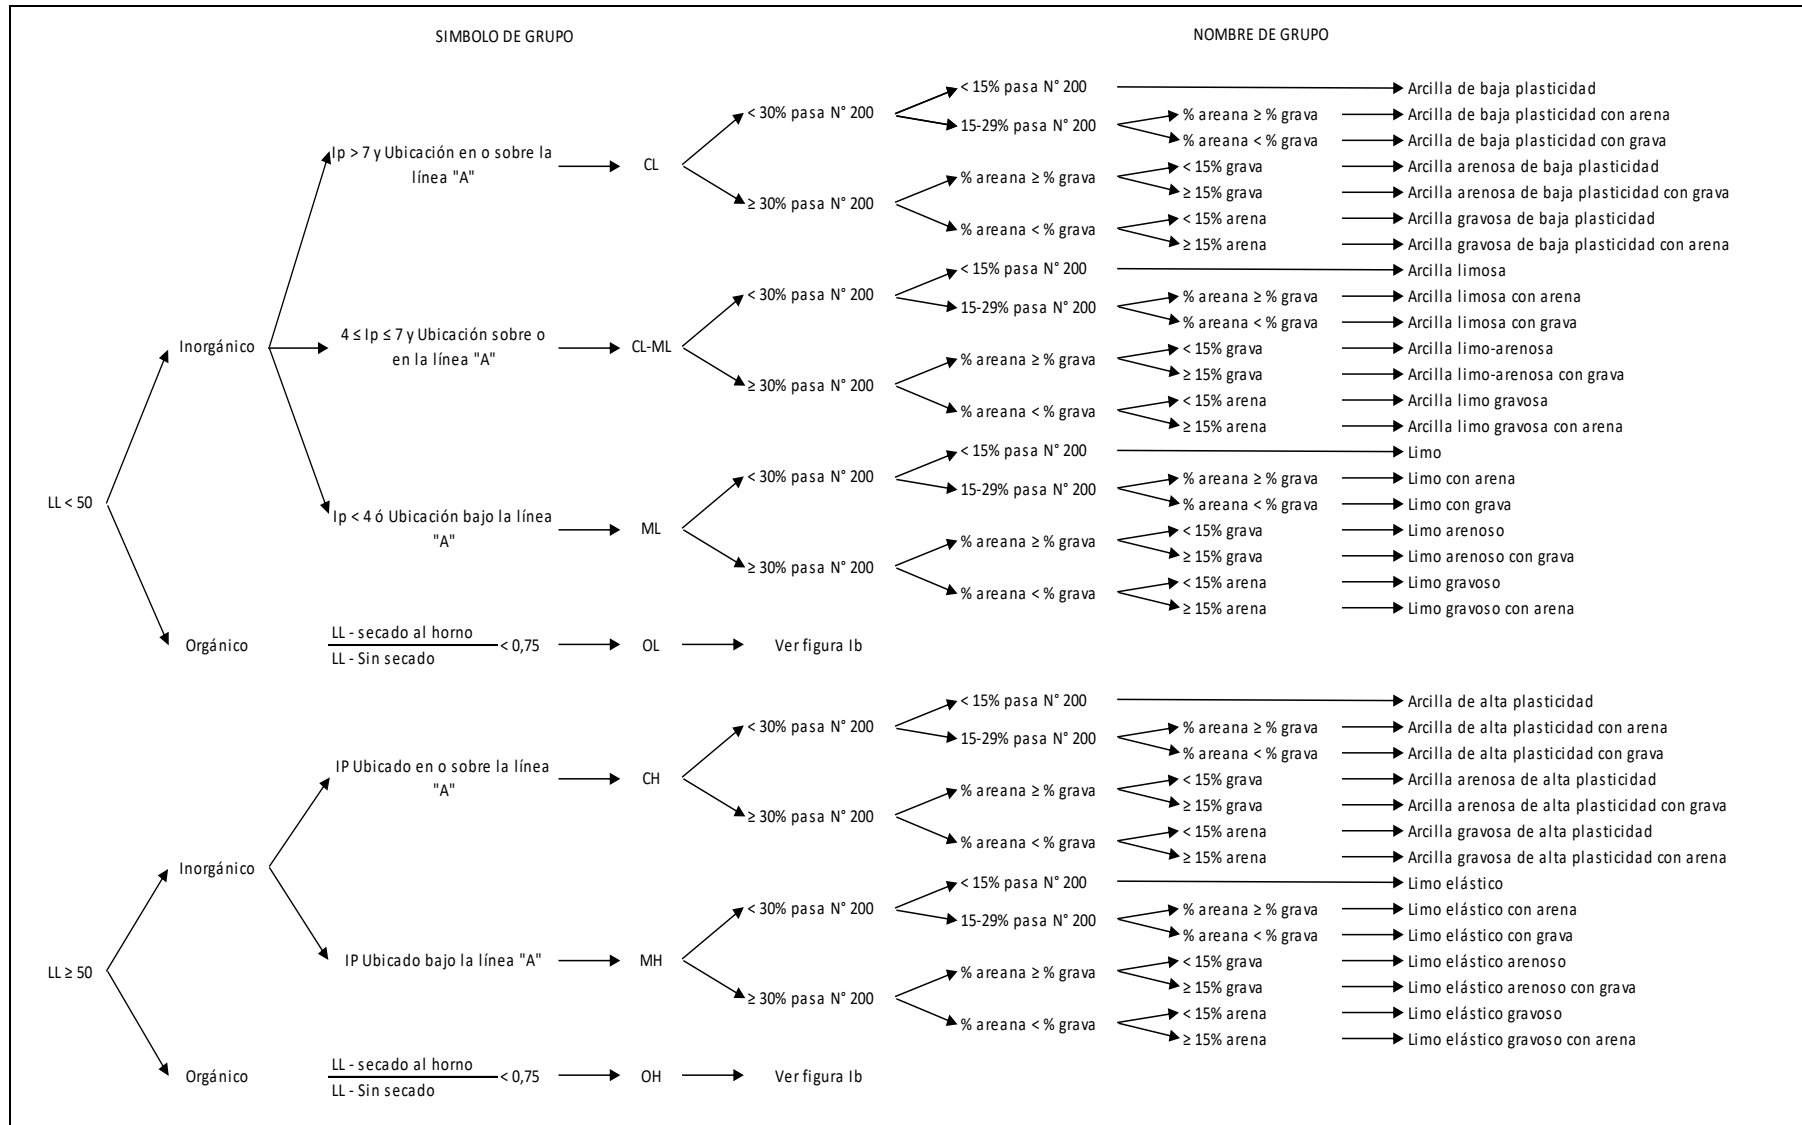 SIMBOLO DE GRUPO
NOMBRE DE GRUPO
LL < 50
Inorgánico
Ip > 7 y Ubicación en o sobre la
línea "A"
CL
< 30% pasa N° 200
< 15% pasa N° 200
Arcilla de baja plasticidad
15-29% pasa N° 200
% areana ≥ % grava
Arcilla de baja plasticidad con arena
% areana < % grava
Arcilla de baja plasticidad con grava
≥ 30% pasa N° 200
% areana ≥ % grava
< 15% grava
Arcilla arenosa de baja plasticidad
≥ 15% grava
Arcilla arenosa de baja plasticidad con grava
% areana < % grava
< 15% arena
Arcilla gravosa de baja plasticidad
≥ 15% arena
Arcilla gravosa de baja plasticidad con arena
4 ≤ Ip ≤ 7 y Ubicación sobre o
en la línea "A"
CL-ML
< 30% pasa N° 200
< 15% pasa N° 200
Arcilla limosa
15-29% pasa N° 200
% areana ≥ % grava
Arcilla limosa con arena
% areana < % grava
Arcilla limosa con grava
≥ 30% pasa N° 200
% areana ≥ % grava
< 15% grava
Arcilla limo-arenosa
≥ 15% grava
Arcilla limo-arenosa con grava
% areana < % grava
< 15% arena
Arcilla limo gravosa
≥ 15% arena
Arcilla limo gravosa con arena
Ip < 4 ó Ubicación bajo la línea
"A"
ML
< 30% pasa N° 200
< 15% pasa N° 200
Limo
15-29% pasa N° 200
% areana ≥ % grava
Limo con arena
% areana < % grava
Limo con grava
≥ 30% pasa N° 200
% areana ≥ % grava
< 15% grava
Limo arenoso
≥ 15% grava
Limo arenoso con grava
% areana < % grava
< 15% arena
Limo gravoso
≥ 15% arena
Limo gravoso con arena
Orgánico
LL - secado al horno
LL - Sin secado
< 0,75
OL
Ver figura Ib
LL ≥ 50
Inorgánico
IP Ubicado en o sobre la línea
"A"
CH
< 30% pasa N° 200
< 15% pasa N° 200
Arcilla de alta plasticidad
15-29% pasa N° 200
% areana ≥ % grava
Arcilla de alta plasticidad con arena
% areana < % grava
Arcilla de alta plasticidad con grava
≥ 30% pasa N° 200
% areana ≥ % grava
< 15% grava
Arcilla arenosa de alta plasticidad
≥ 15% grava
Arcilla arenosa de alta plasticidad con grava
% areana < % grava
< 15% arena
Arcilla gravosa de alta plasticidad
≥ 15% arena
Arcilla gravosa de alta plasticidad con arena
IP Ubicado bajo la línea "A"
MH
< 30% pasa N° 200
< 15% pasa N° 200
Limo elástico
15-29% pasa N° 200
% areana ≥ % grava
Limo elástico con arena
% areana < % grava
Limo elástico con grava
≥ 30% pasa N° 200
% areana ≥ % grava
< 15% grava
Limo elástico arenoso
≥ 15% grava
Limo elástico arenoso con grava
% areana < % grava
< 15% arena
Limo elástico gravoso
≥ 15% arena
Limo elástico gravoso con arena
Orgánico
LL - secado al horno
LL - Sin secado
< 0,75
OH
Ver figura Ib